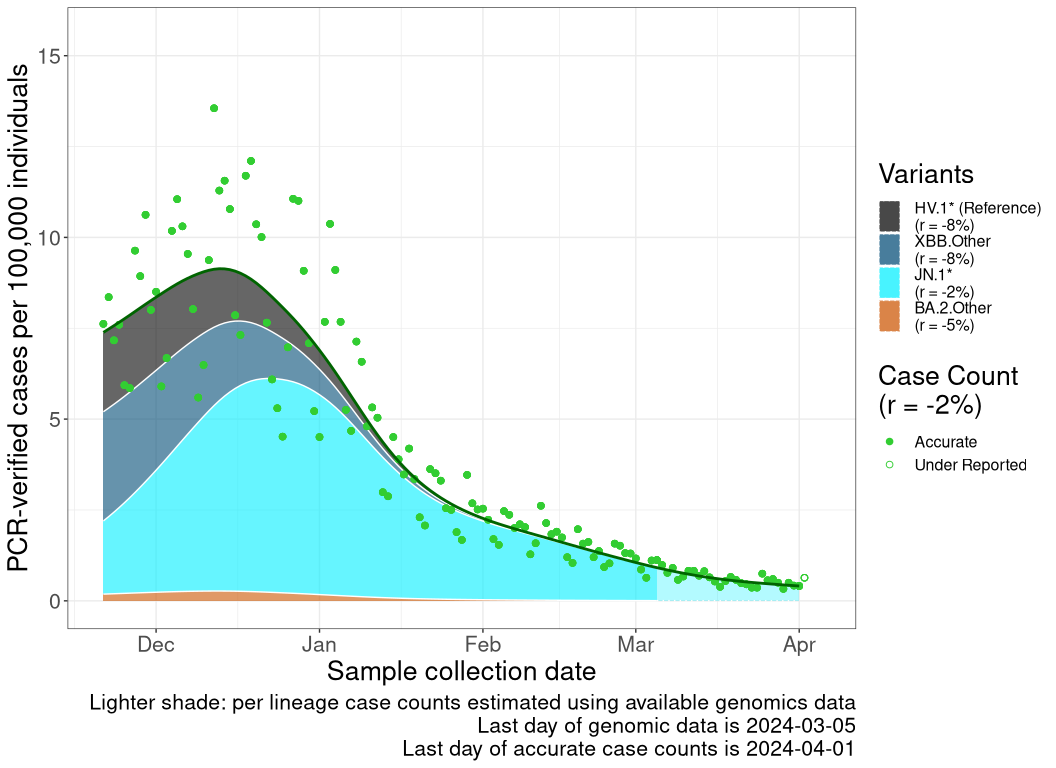 PCR-verified cases per 100,000 individuals
15
10
5
0
Dec
Jan
Feb
Mar
Apr
Sample collection date
Lighter shade: per lineage case counts estimated using available genomics data
Last day of genomic data is 2024-03-05
Last day of accurate case counts is 2024-04-01
Variants
HV.1* (Reference)
(r = -8%)
XBB.Other
(r = -8%)
JN.1*
(r = -2%)
BA.2.Other
(r = -5%)
Case Count
(r = -2%)
Accurate
Under Reported